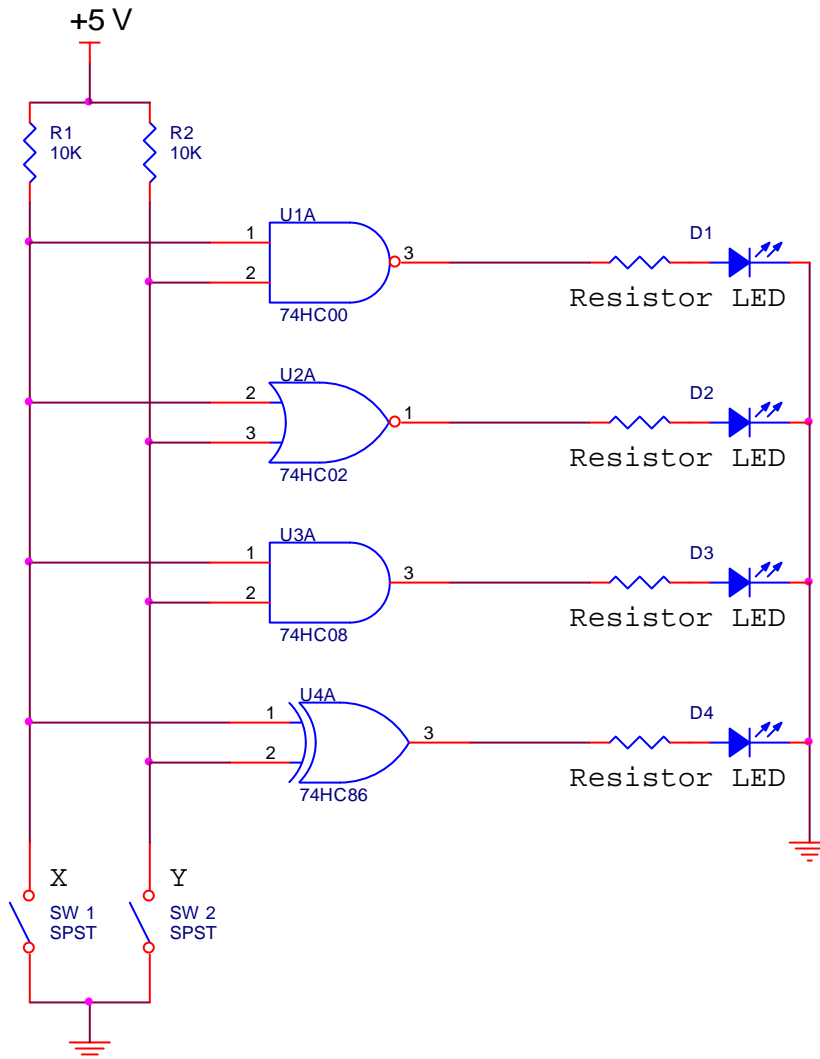 +5 V
R1
10K
R2
10K
U1A
1
2
3
74HC00
D1
Resistor LED
U2A
2
3
1
74HC02
D2
Resistor LED
U3A
1
2
3
74HC08
D3
Resistor LED
U4A
1
2
3
74HC86
D4
Resistor LED
X
SW 1
SPST
Y
SW 2
SPST